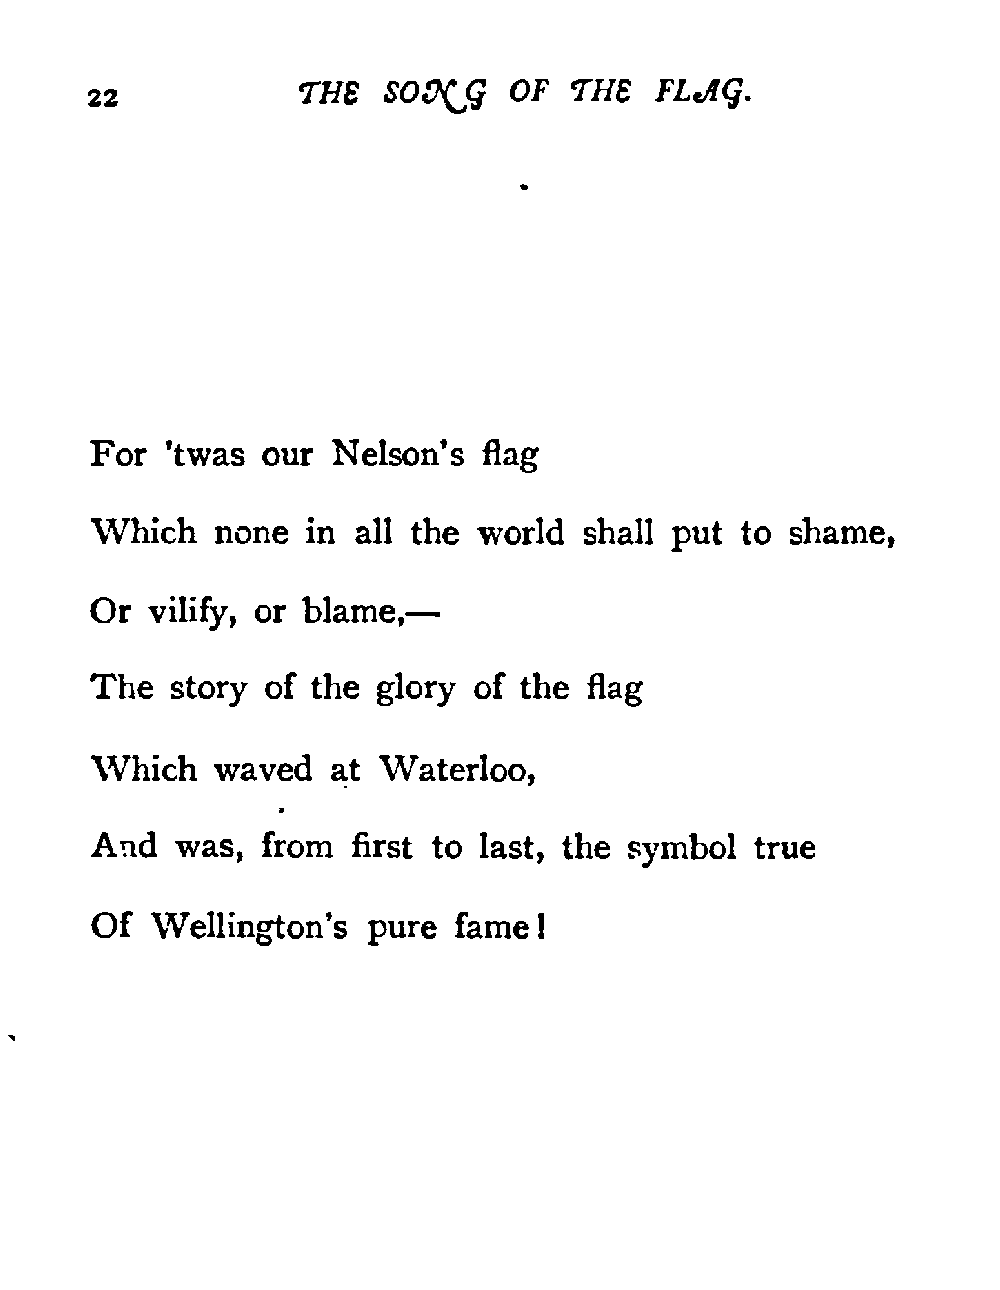 22 THE SONG OF THE FLAG.
For 'twas our Nelson's flag
Which none in all the world shall put to shame,
Or vilify, or blame,—
The story of the glory of the flag
Which waved at Waterloo,
And was, from first to last, the symbol true
Of Wellington's pure fame!